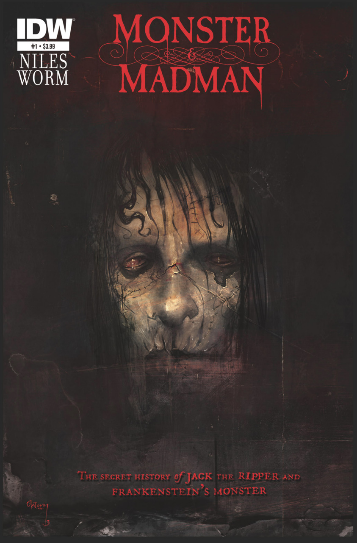 IDW
#1 • $3.99
NILES
WORM
MONSTER
&
MADMAN
THE SECRET HISTORY of JACK THE RIPPER AND
FRANKENSTEIN'S MONSTER